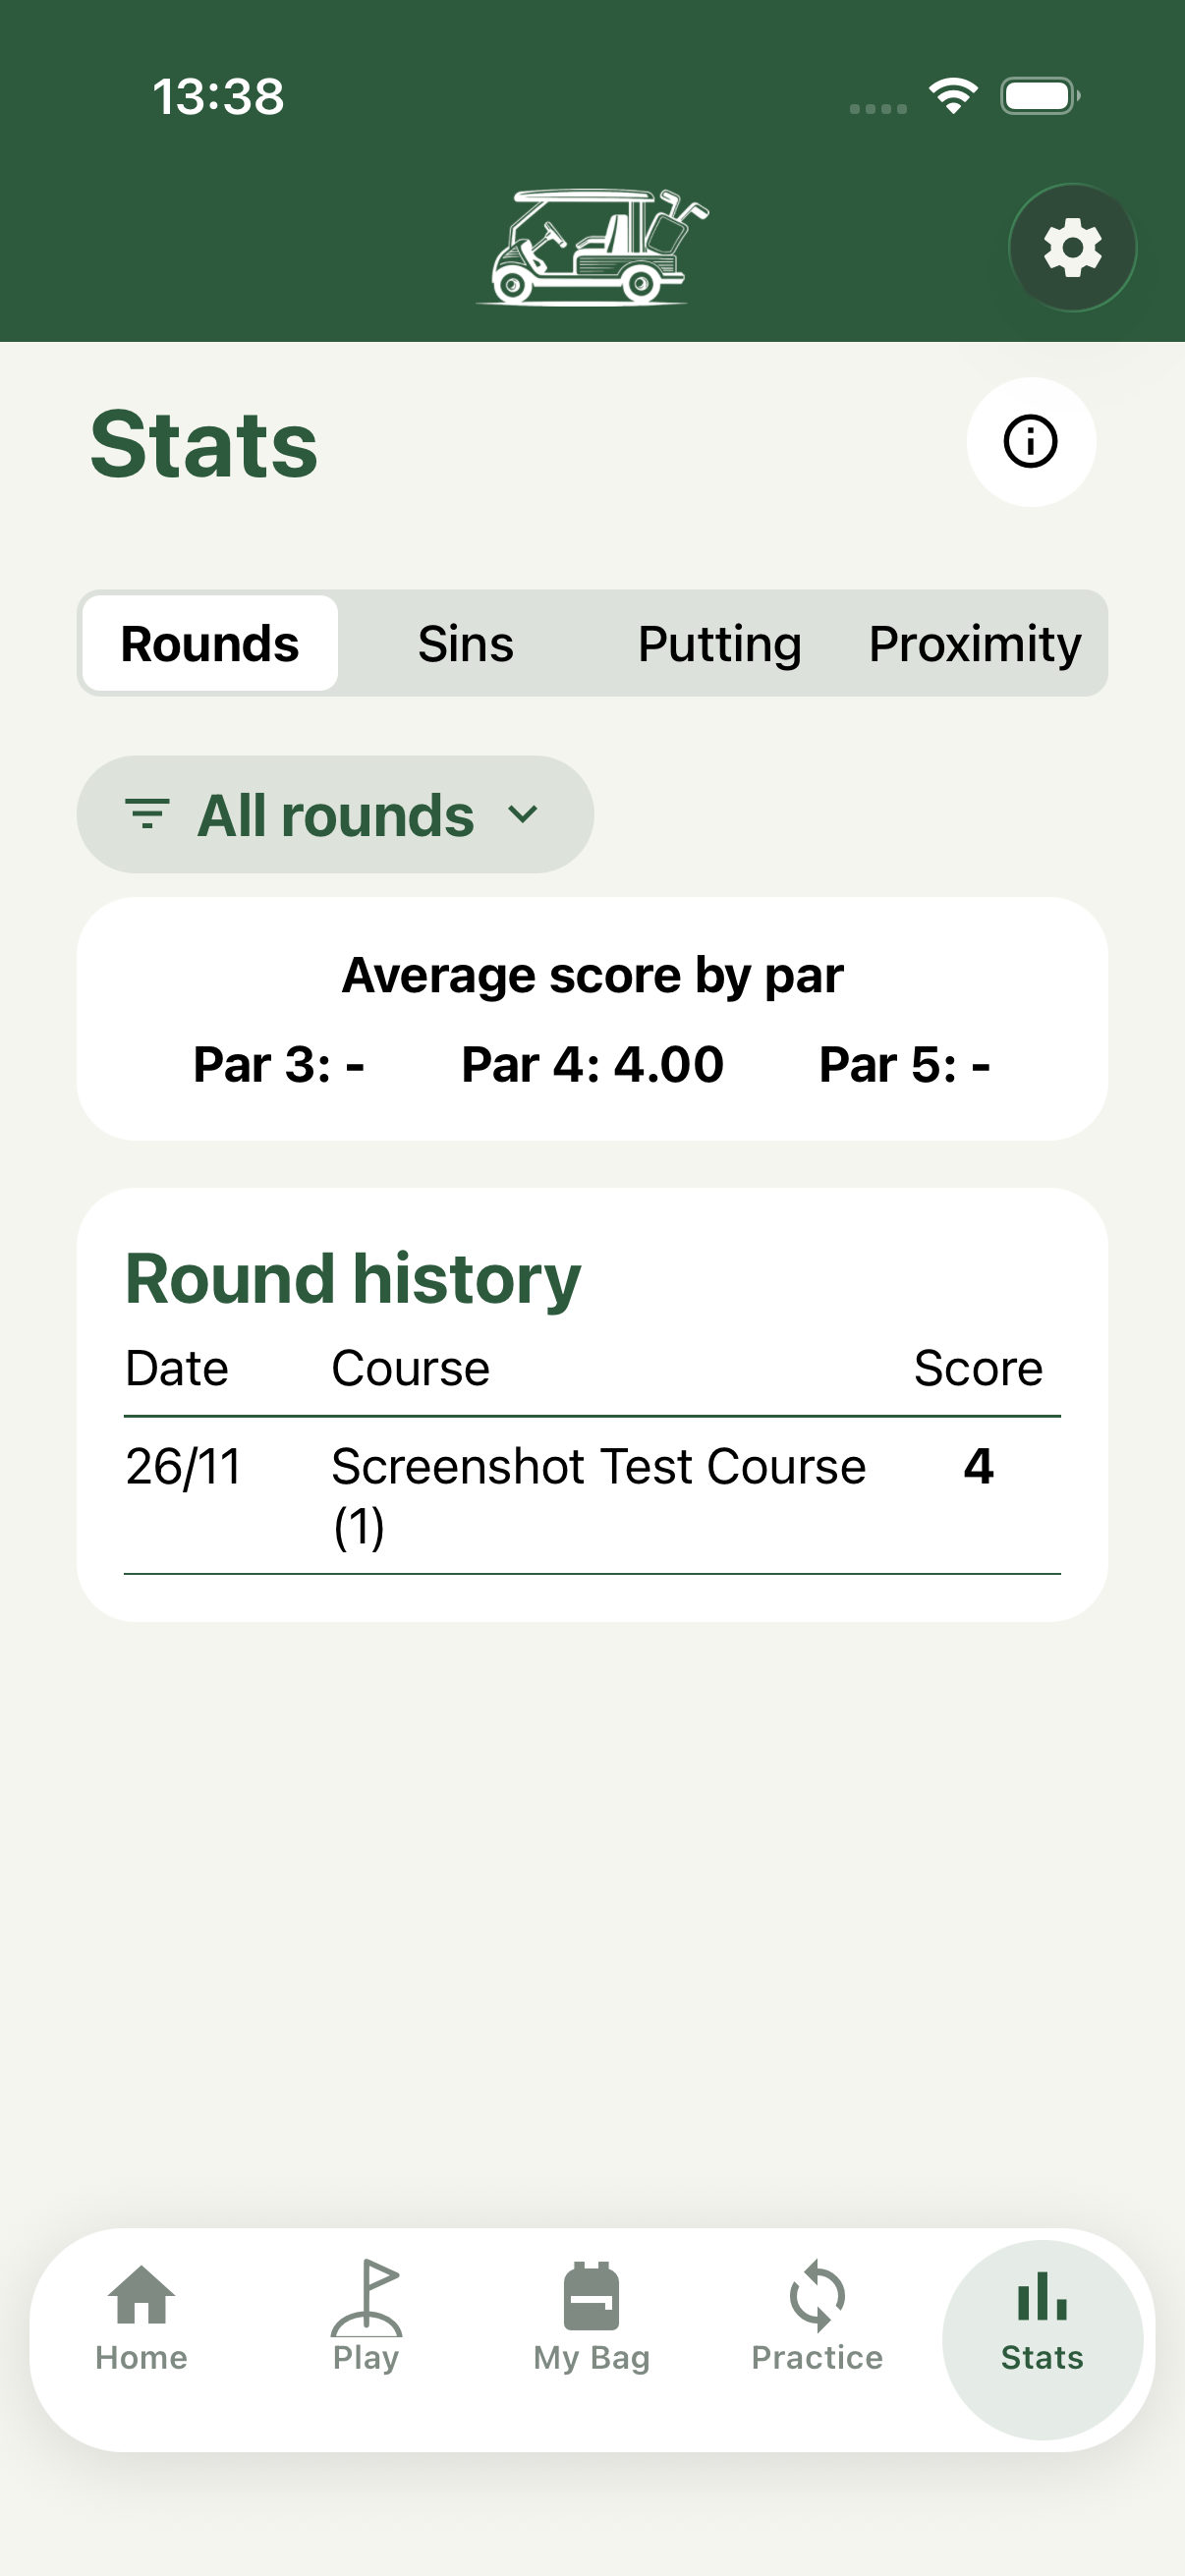 13:38
Stats
Rounds Sins Putting Proximity
All rounds
Average score by par
Par 3: - Par 4: 4.00 Par 5: -
Round history
Date Course Score
26/11 Screenshot Test Course 4
(1)
Home Play My Bag Practice Stats